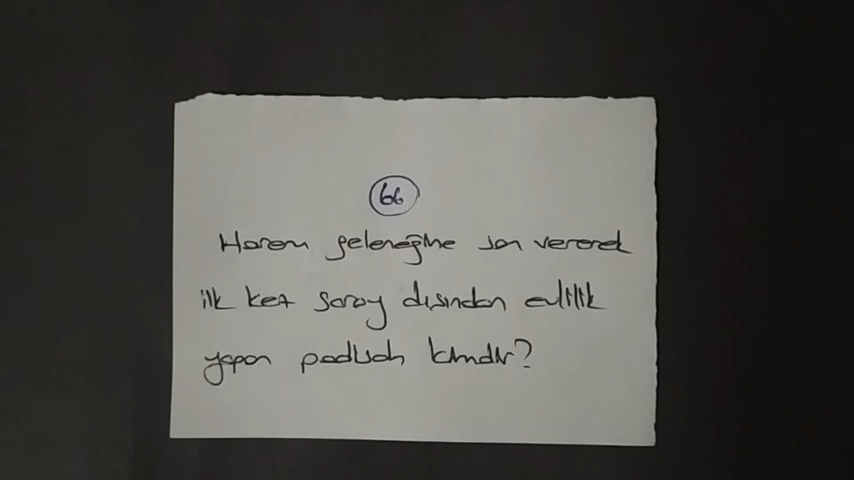 66
Harem geleneğine son vererek
ilk kez saray dışından evlilik
yapan padişah kimdir?